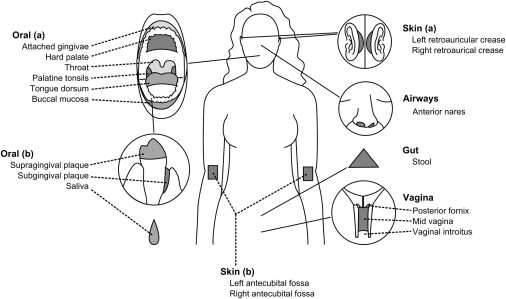 Oral (a)
Attached gingivae
Hard palate
Throat
Palatine tonsils
Tongue dorsum
Buccal mucosa
Oral (b)
Supragingival plaque
Subgingival plaque
Saliva
Skin (a)
Left retroauricular crease
Right retroaurical crease
Airways
Anterior nares
Gut
Stool
Vagina
Posterior fornix
Mid vagina
Vaginal introitus
Skin (b)
Left antecubital fossa
Right antecubital fossa